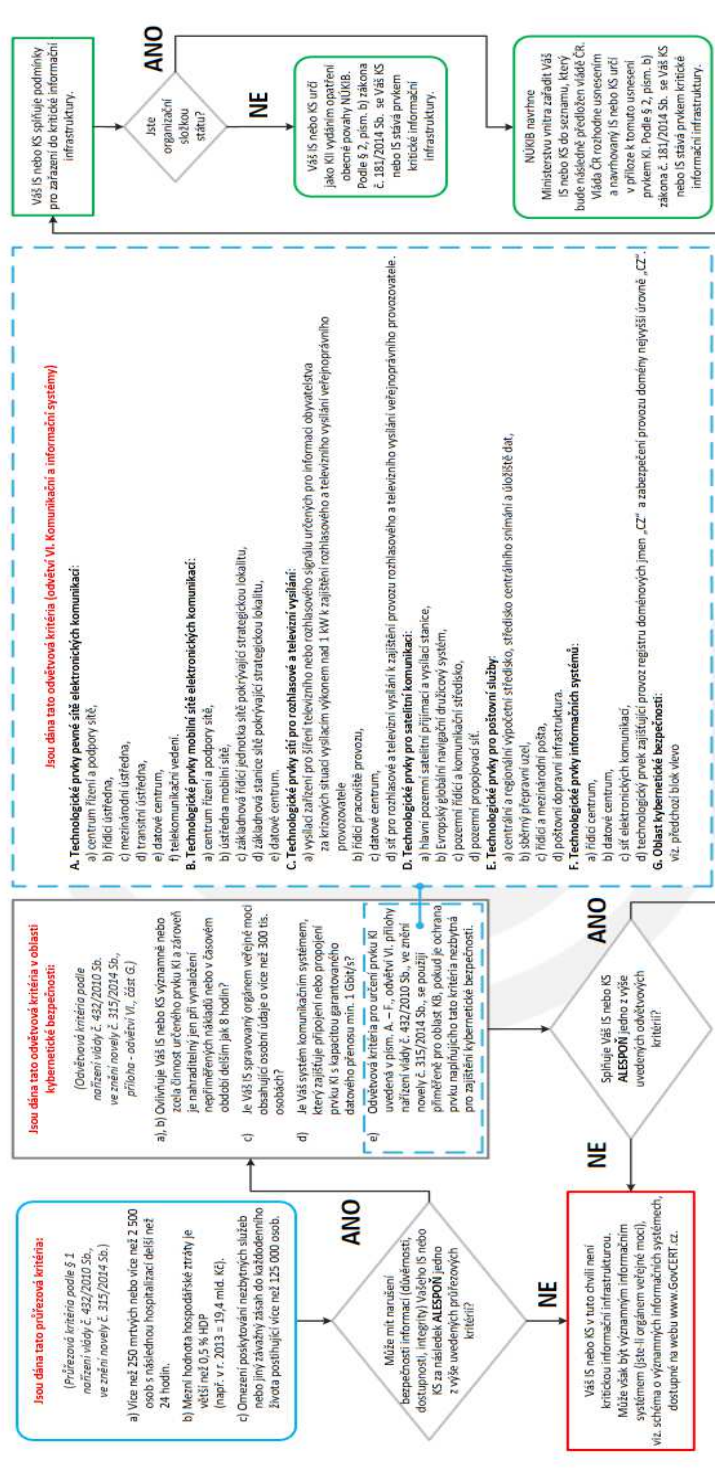 Jsou dána tato průřezová kritéria:
(Průřezová kritéria podle § 1
nařízení vlády č. 432/2010 Sb.,
ve znění novely č. 315/2014 Sb.)
a) Více než 250 mrtvých nebo více než 2 500
osob s následnou hospitalizací delší než
24 hodin.
b) Mezní hodnota hospodářské ztráty je
větší než 0,5 % HDP
(např. v r. 2013 = 19,4 mld. Kč).
c) Omezení poskytování nezbytných služeb
nebo jiný závažný zásah do každodenního
života postihující více než 125 000 osob.
ANO
Může mít narušení
bezpečnosti informací (důvěrnosti,
dostupnosti, integrity) Vašeho IS nebo
KS za následek ALESPOŇ jedno
z výše uvedených průřezových
kritérií?
NE
Váš IS nebo KS v tuto chvíli není
kritickou informační infrastrukturou.
Může však být významným informačním
systémem (jste-li orgánem veřejné moci),
viz. schéma o významných informačních systémech,
dostupné na webu www.GovCERT.cz.
Jsou dána tato odvětvová kritéria v oblasti
kybernetické bezpečnosti:
(Odvětvová kritéria podle
nařízení vlády č. 432/2010 Sb.
ve znění novely č. 315/2014 Sb.,
příloha - odvětví VI., část G.)
a), b) Ovlivňuje Váš IS nebo KS významně nebo
zcela činnost určeného prvku KI a zároveň
je nahraditelný jen při vynaložení
nepřiměřených nákladů nebo v časovém
období delším jak 8 hodin?
c) Je Váš IS spravovaný orgánem veřejné moci
obsahující osobní údaje o více než 300 tis.
osobách?
d) Je Váš systém komunikačním systémem,
který zajišťuje připojení nebo propojení
prvku KI s kapacitou garantovaného
datového přenosu min. 1 Gbit/s?
e) Odvětvová kritéria pro určení prvku KI
uvedená v písm. A. – F., odvětví VI. přílohy
nařízení vlády č. 432/2010 Sb., ve znění
novely č. 315/2014 Sb., se použijí
přiměřeně pro oblast KB, pokud je ochrana
prvku naplňujícího tato kritéria nezbytná
pro zajištění kybernetické bezpečnosti.
Splňuje Váš IS nebo KS
ALESPOŇ jedno z výše
uvedených odvětvových
kritérií?
NE
ANO
Jsou dána tato odvětvová kritéria (odvětví VI. Komunikační a informační systémy)
A. Technologické prvky pevné sítě elektronických komunikací:
a) centrum řízení a podpory sítě,
b) řídící ústředna,
c) mezinárodní ústředna,
d) transitní ústředna,
e) datové centrum,
f) telekomunikační vedení.
B. Technologické prvky mobilní sítě elektronických komunikací:
a) centrum řízení a podpory sítě,
b) ústředna mobilní sítě,
c) základnová řídící jednotka sítě pokrývající strategickou lokalitu,
d) základnová stanice sítě pokrývající strategickou lokalitu,
e) datové centrum,
C. Technologické prvky sítí pro rozhlasové a televizní vysílání:
a) vysílací zařízení pro šíření televizního nebo rozhlasového signálu určených pro informaci obyvatelstva
za krizových situací vysílacím výkonem nad 1 kW k zajištění rozhlasového a televizního vysílání veřejnoprávního
provozovatele
b) řídící pracoviště provozu,
c) datové centrum,
d) síť pro rozhlasové a televizní vysílání k zajištění provozu rozhlasového a televizního vysílání veřejnoprávního provozovatele.
D. Technologické prvky pro satelitní komunikaci:
a) hlavní pozemní satelitní přijímací a vysílací stanice,
b) Evropský globální navigační družicový systém,
c) pozemní řídící a komunikační středisko,
d) pozemní propojovací síť.
E. Technologické prvky pro poštovní služby:
a) centrální a regionální výpočetní středisko, středisko centrálního snímání a úložiště dat,
b) sběrný přepravní uzel,
c) řídící a mezinárodní pošta,
d) poštovní dopravní infrastruktura.
F. Technologické prvky informačních systémů:
a) řídící centrum,
b) datové centrum,
c) síť elektronických komunikací,
d) technologický prvek zajišťující provoz registru doménových jmen „CZ“ a zabezpečení provozu domény nejvyšší úrovně „CZ“.
G. Oblast kybernetické bezpečnosti:
viz. předchozí blok vlevo
Váš IS nebo KS splňuje podmínky
pro zařazení do kritické informační
infrastruktury.
Jste
organizační
složkou
státu?
ANO
NE
Váš IS nebo KS určí
jako KII vydáním opatření
obecné povahy NÚKIB.
Podle § 2, písm. b) zákona
č. 181/2014 Sb. se Váš KS
nebo IS stává prvkem
kritické informační
infrastruktury.
NÚKIB navrhne
Ministerstvu vnitra zařadit Váš
IS nebo KS do seznamu, který
bude následně předložen vládě ČR.
Vláda ČR rozhodne usnesením
a navrhovaný IS nebo KS určí
v příloze k tomuto usnesení
prvkem KI. Podle § 2, písm. b)
zákona č. 181/2014 Sb. se Váš KS
nebo IS stává prvkem kritické
informační infrastruktury.